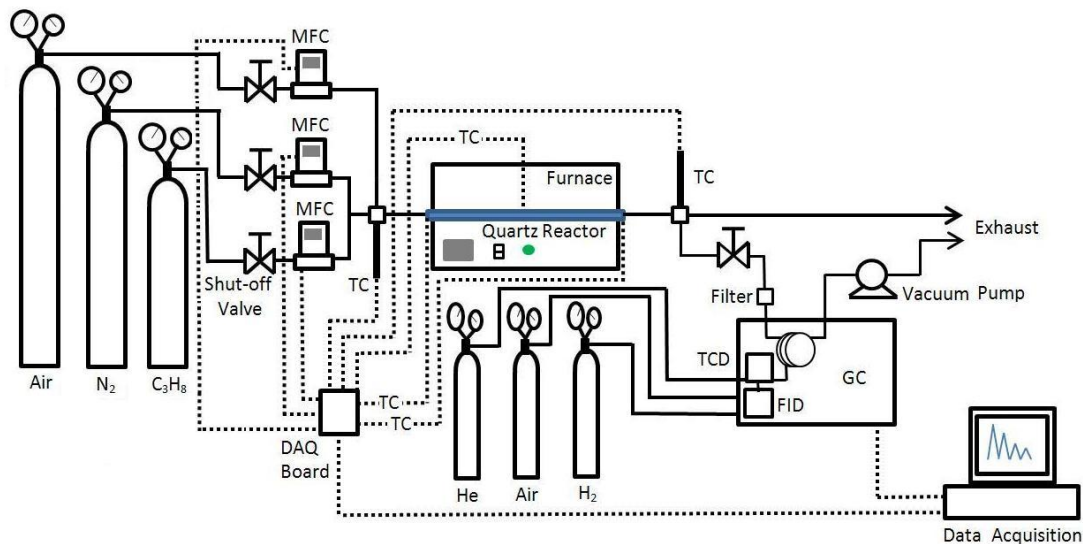 MFC
MFC
MFC
TC
Furnace
TC
Quartz Reactor
Exhaust
Shut-off
Valve
TC
Filter
Vacuum Pump
TCD
GC
FID
Air
N₂
C₃H₈
TC
TC
DAQ
Board
He
Air
H₂
Data Acquisition